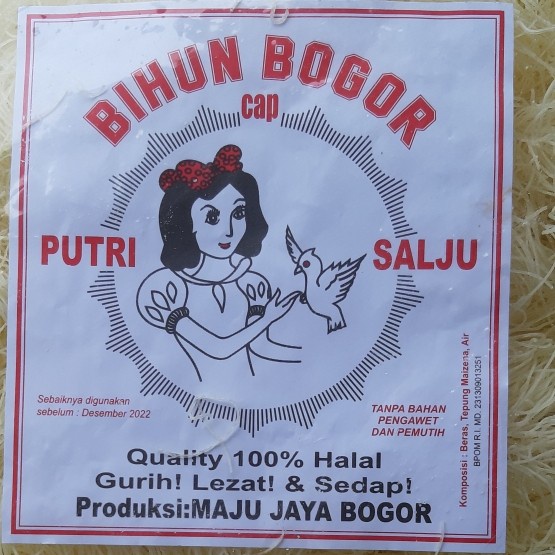 BIHUN BOGOR
cap
PUTRI SALJU
Sebaiknya digunakan
sebelum : Desember 2022
TANPA BAHAN
PENGAWET
DAN PEMUTIH
Komposisi : Beras, Tepung Maizena, Air
BPOM R.I. MD. 231309013251
Quality 100% Halal
Gurih! Lezat! & Sedap!
Produksi:MAJU JAYA BOGOR